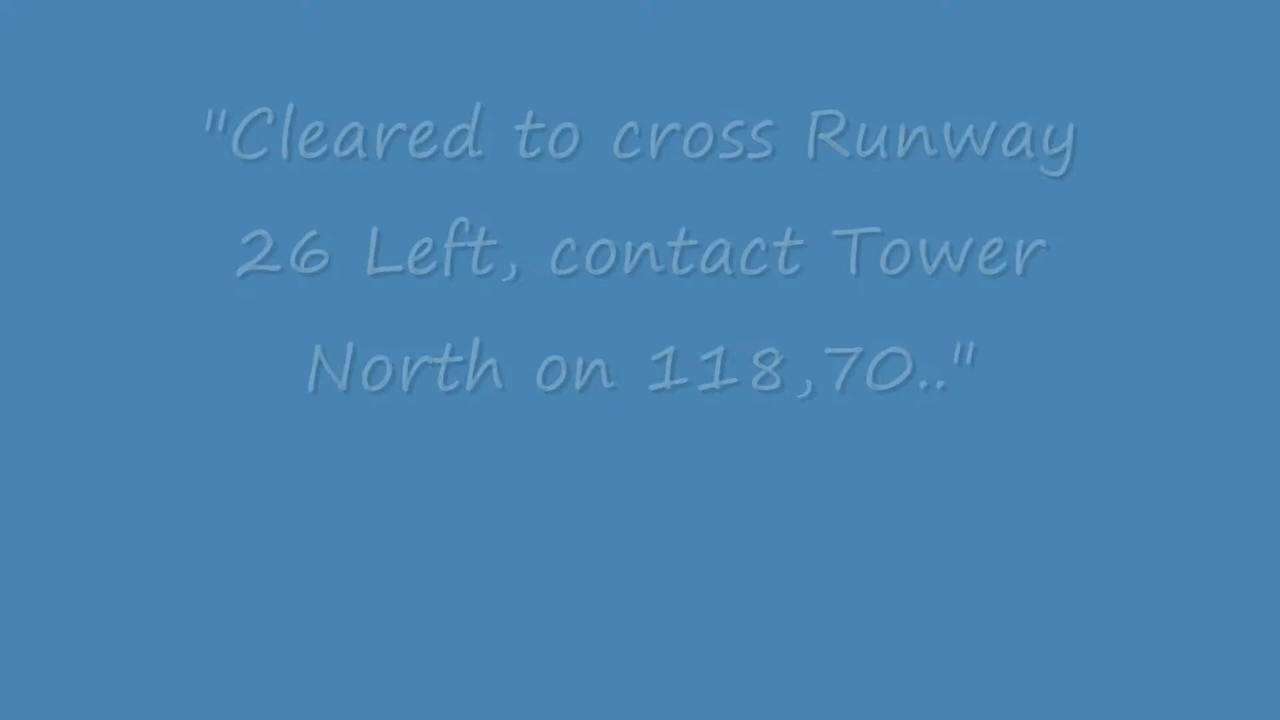 "Cleared to cross Runway
26 Left, contact Tower
North on 118,70.."